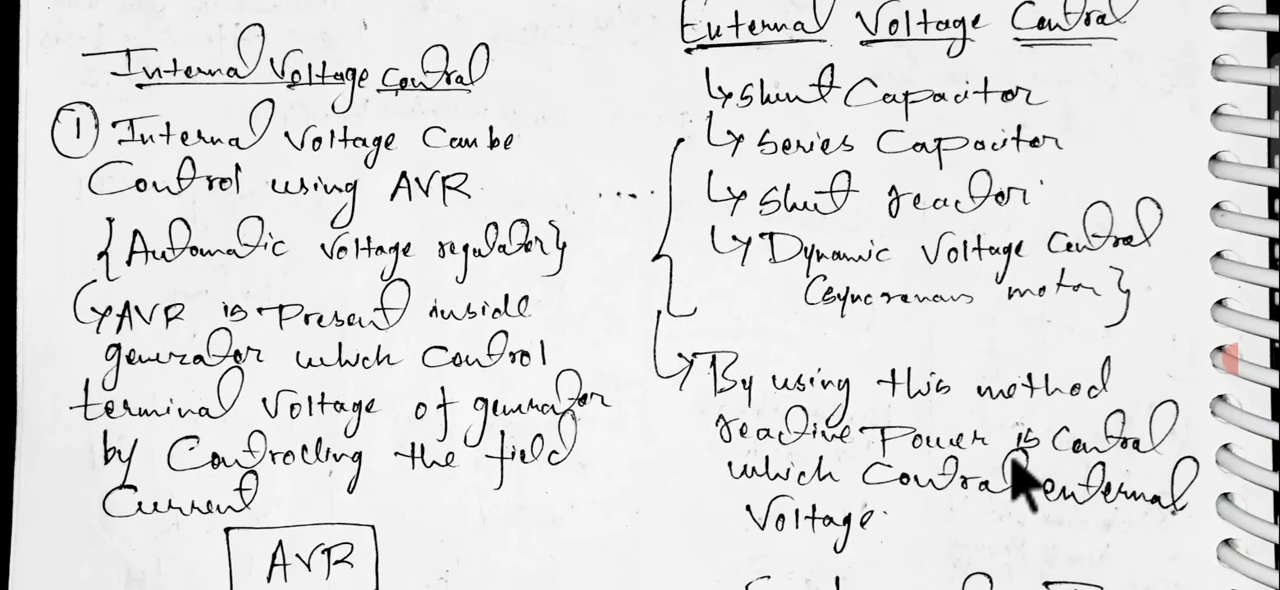 Internal Voltage Control
① Internal Voltage Can be
Control using AVR
{Automatic Voltage regulator}
↳ AVR is Present inside
generator which Control
terminal Voltage of generator
by Controlling the field
Current
AVR
External Voltage Control
↳ Shunt Capacitor
↳ Series Capacitor
↳ Shunt reactor
↳ Dynamic Voltage Control
motor}
↳ By using this method
reactive Power is Control
which Control external
Voltage.